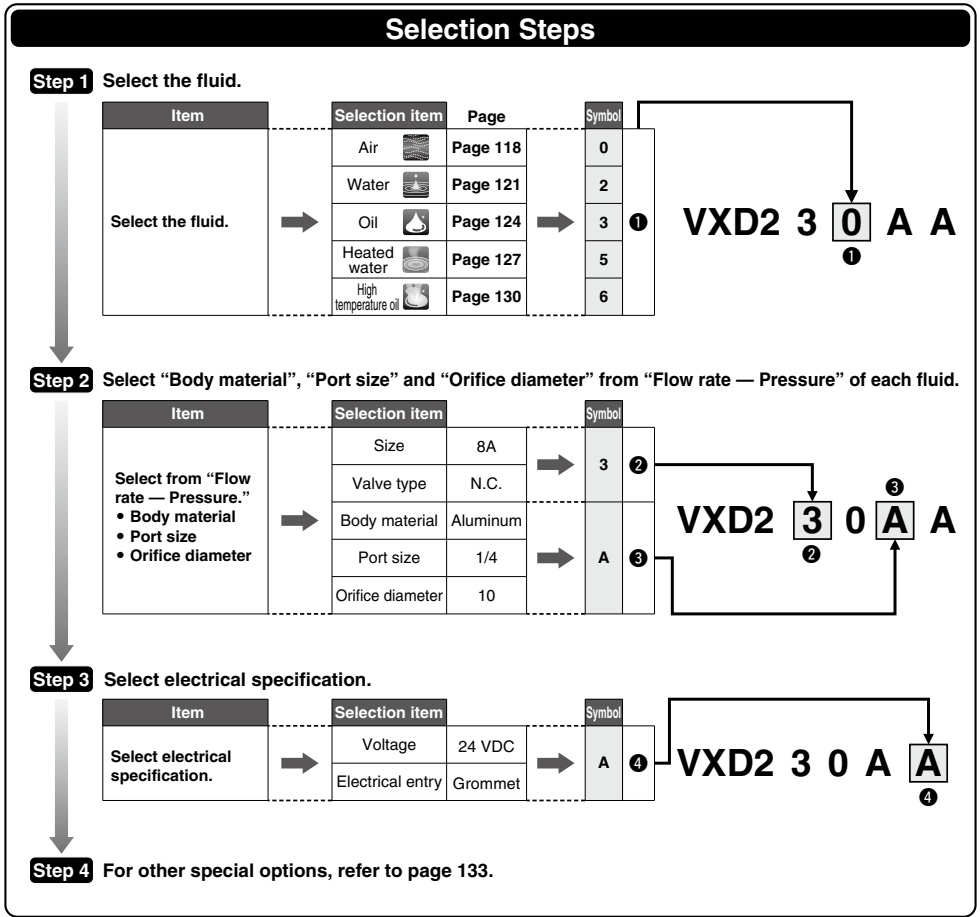 Selection Steps
Step 1 Select the fluid.
Item Selection item Page Symbol
Select the fluid.
Air Page 118 0
Water Page 121 2
Oil Page 124 3
Heated
water Page 127 5
High
temperature oil Page 130 6
❶
VXD2 3 0 A A
❶
Step 2 Select “Body material”, “Port size” and “Orifice diameter” from “Flow rate — Pressure” of each fluid.
Item Selection item Symbol
Select from “Flow
rate — Pressure.”
• Body material
• Port size
• Orifice diameter
Size 8A
Valve type N.C.
3 ❷
Body material Aluminum
Port size 1/4
Orifice diameter 10
A ❸
❸
VXD2 3 0 A A
❷
Step 3 Select electrical specification.
Item Selection item Symbol
Select electrical
specification.
Voltage 24 VDC
Electrical entry Grommet
A ❹
VXD2 3 0 A A
❹
Step 4 For other special options, refer to page 133.